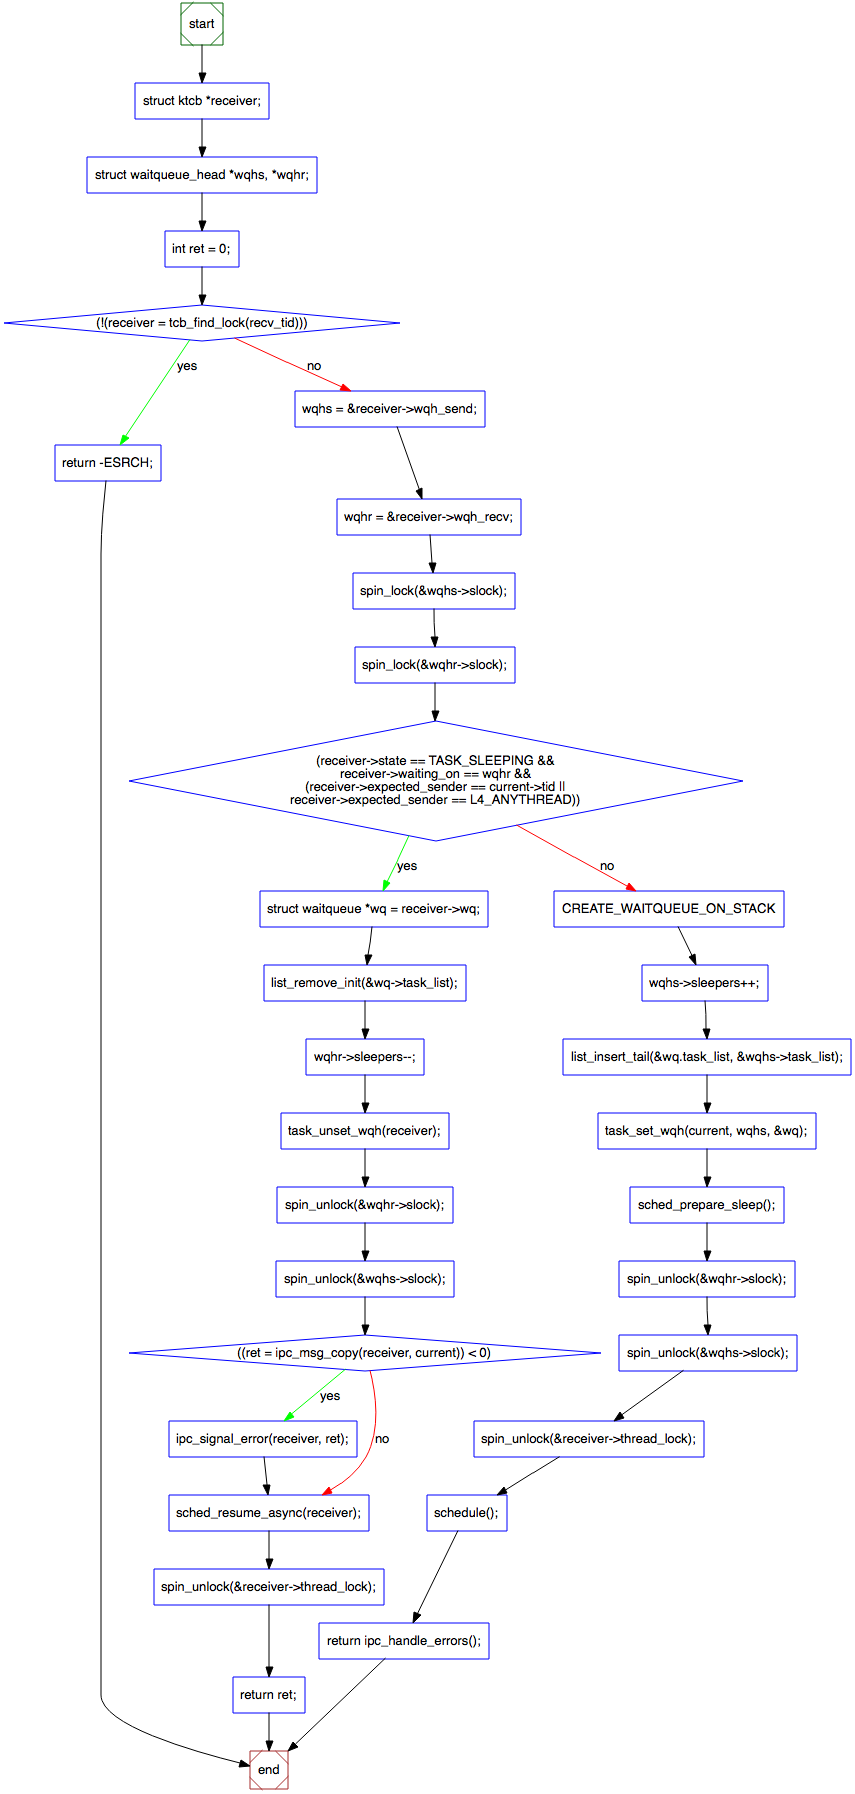 start
struct ktcb *receiver;
struct waitqueue_head *wqhs, *wqhr;
int ret = 0;
(!(receiver = tcb_find_lock(recv_tid)))
yes
no
wqhs = &receiver->wqh_send;
return -ESRCH;
wqhr = &receiver->wqh_recv;
spin_lock(&wqhs->slock);
spin_lock(&wqhr->slock);
(receiver->state == TASK_SLEEPING &&
receiver->waiting_on == wqhr &&
(receiver->expected_sender == current->tid ||
receiver->expected_sender == L4_ANYTHREAD))
yes
no
struct waitqueue *wq = receiver->wq;
CREATE_WAITQUEUE_ON_STACK
list_remove_init(&wq->task_list);
wqhs->sleepers++;
wqhr->sleepers--;
list_insert_tail(&wq.task_list, &wqhs->task_list);
task_unset_wqh(receiver);
task_set_wqh(current, wqhs, &wq);
spin_unlock(&wqhr->slock);
sched_prepare_sleep();
spin_unlock(&wqhs->slock);
spin_unlock(&wqhr->slock);
((ret = ipc_msg_copy(receiver, current)) < 0)
spin_unlock(&wqhs->slock);
yes
no
ipc_signal_error(receiver, ret);
spin_unlock(&receiver->thread_lock);
sched_resume_async(receiver);
schedule();
spin_unlock(&receiver->thread_lock);
return ipc_handle_errors();
return ret;
end